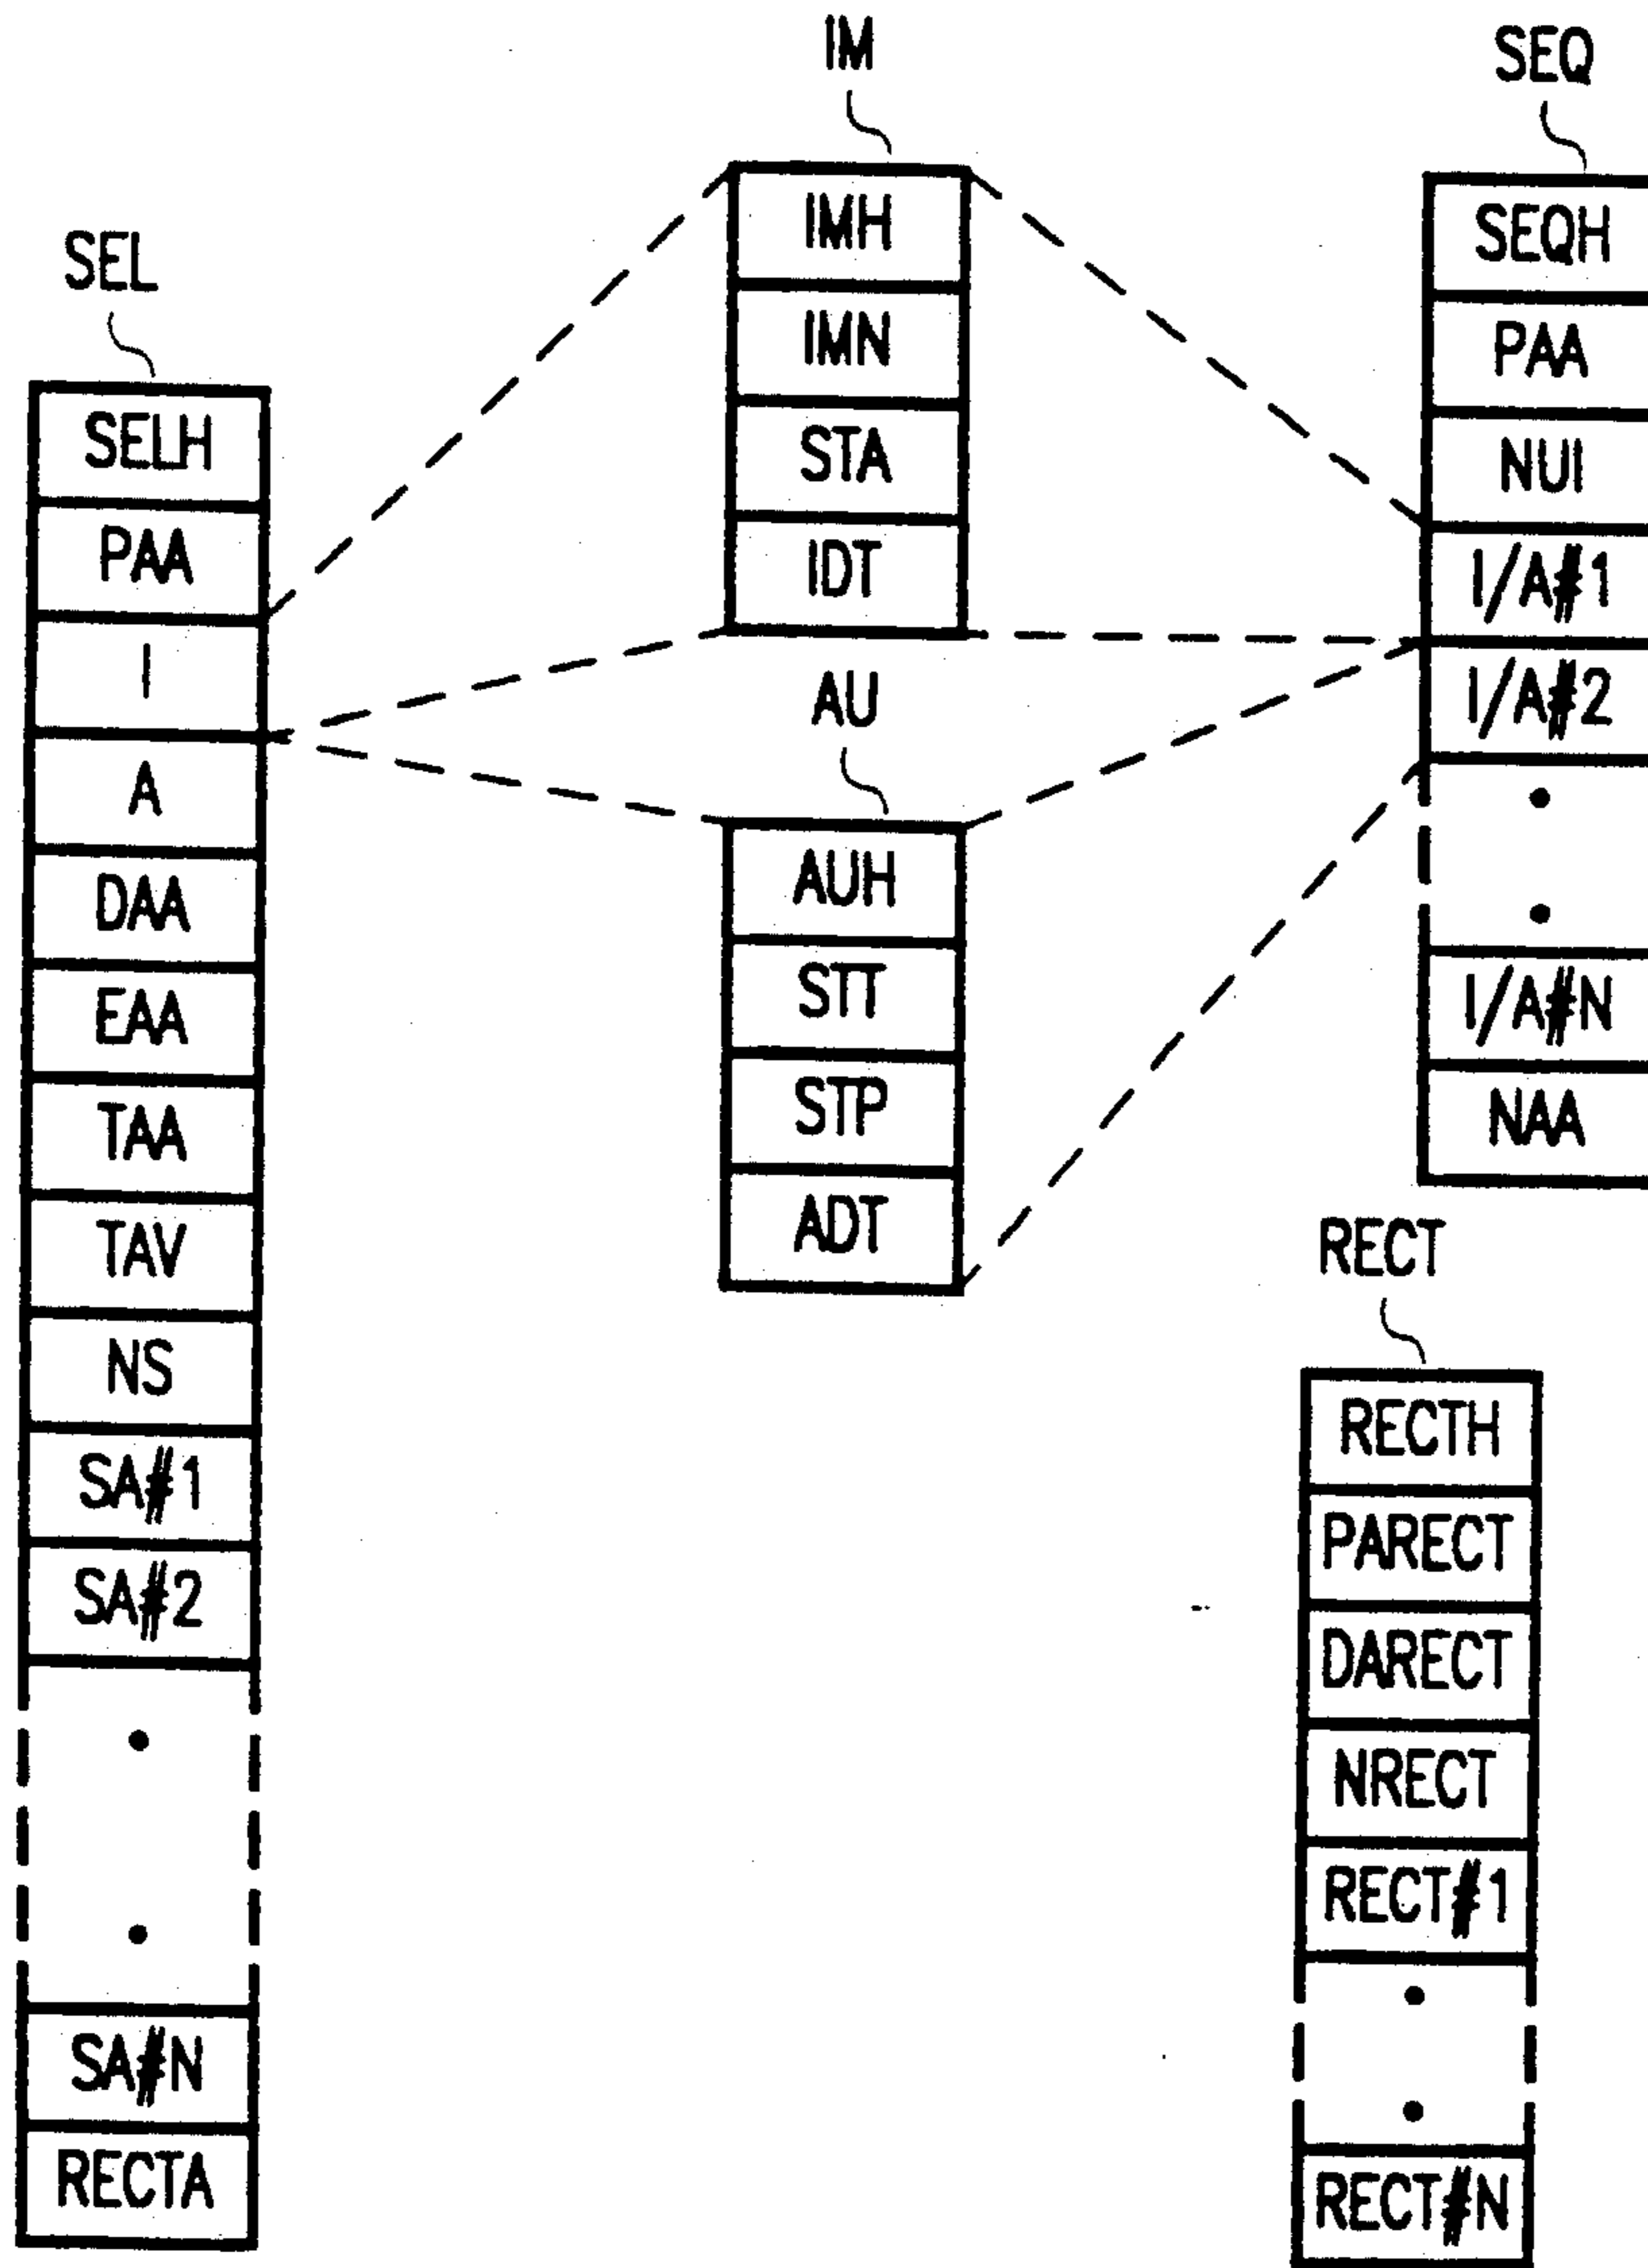 SEL
SELH
PAA
I
A
DAA
EAA
TAA
TAV
NS
SA#1
SA#2
SA#N
RECTA
IM
IMH
IMN
STA
IDT
AU
AUH
STT
STP
ADT
SEQ
SEQH
PAA
NUI
I/A#1
I/A#2
I/A#N
NAA
RECT
RECTH
PARECT
DARECT
NRECT
RECT#1
RECT#N